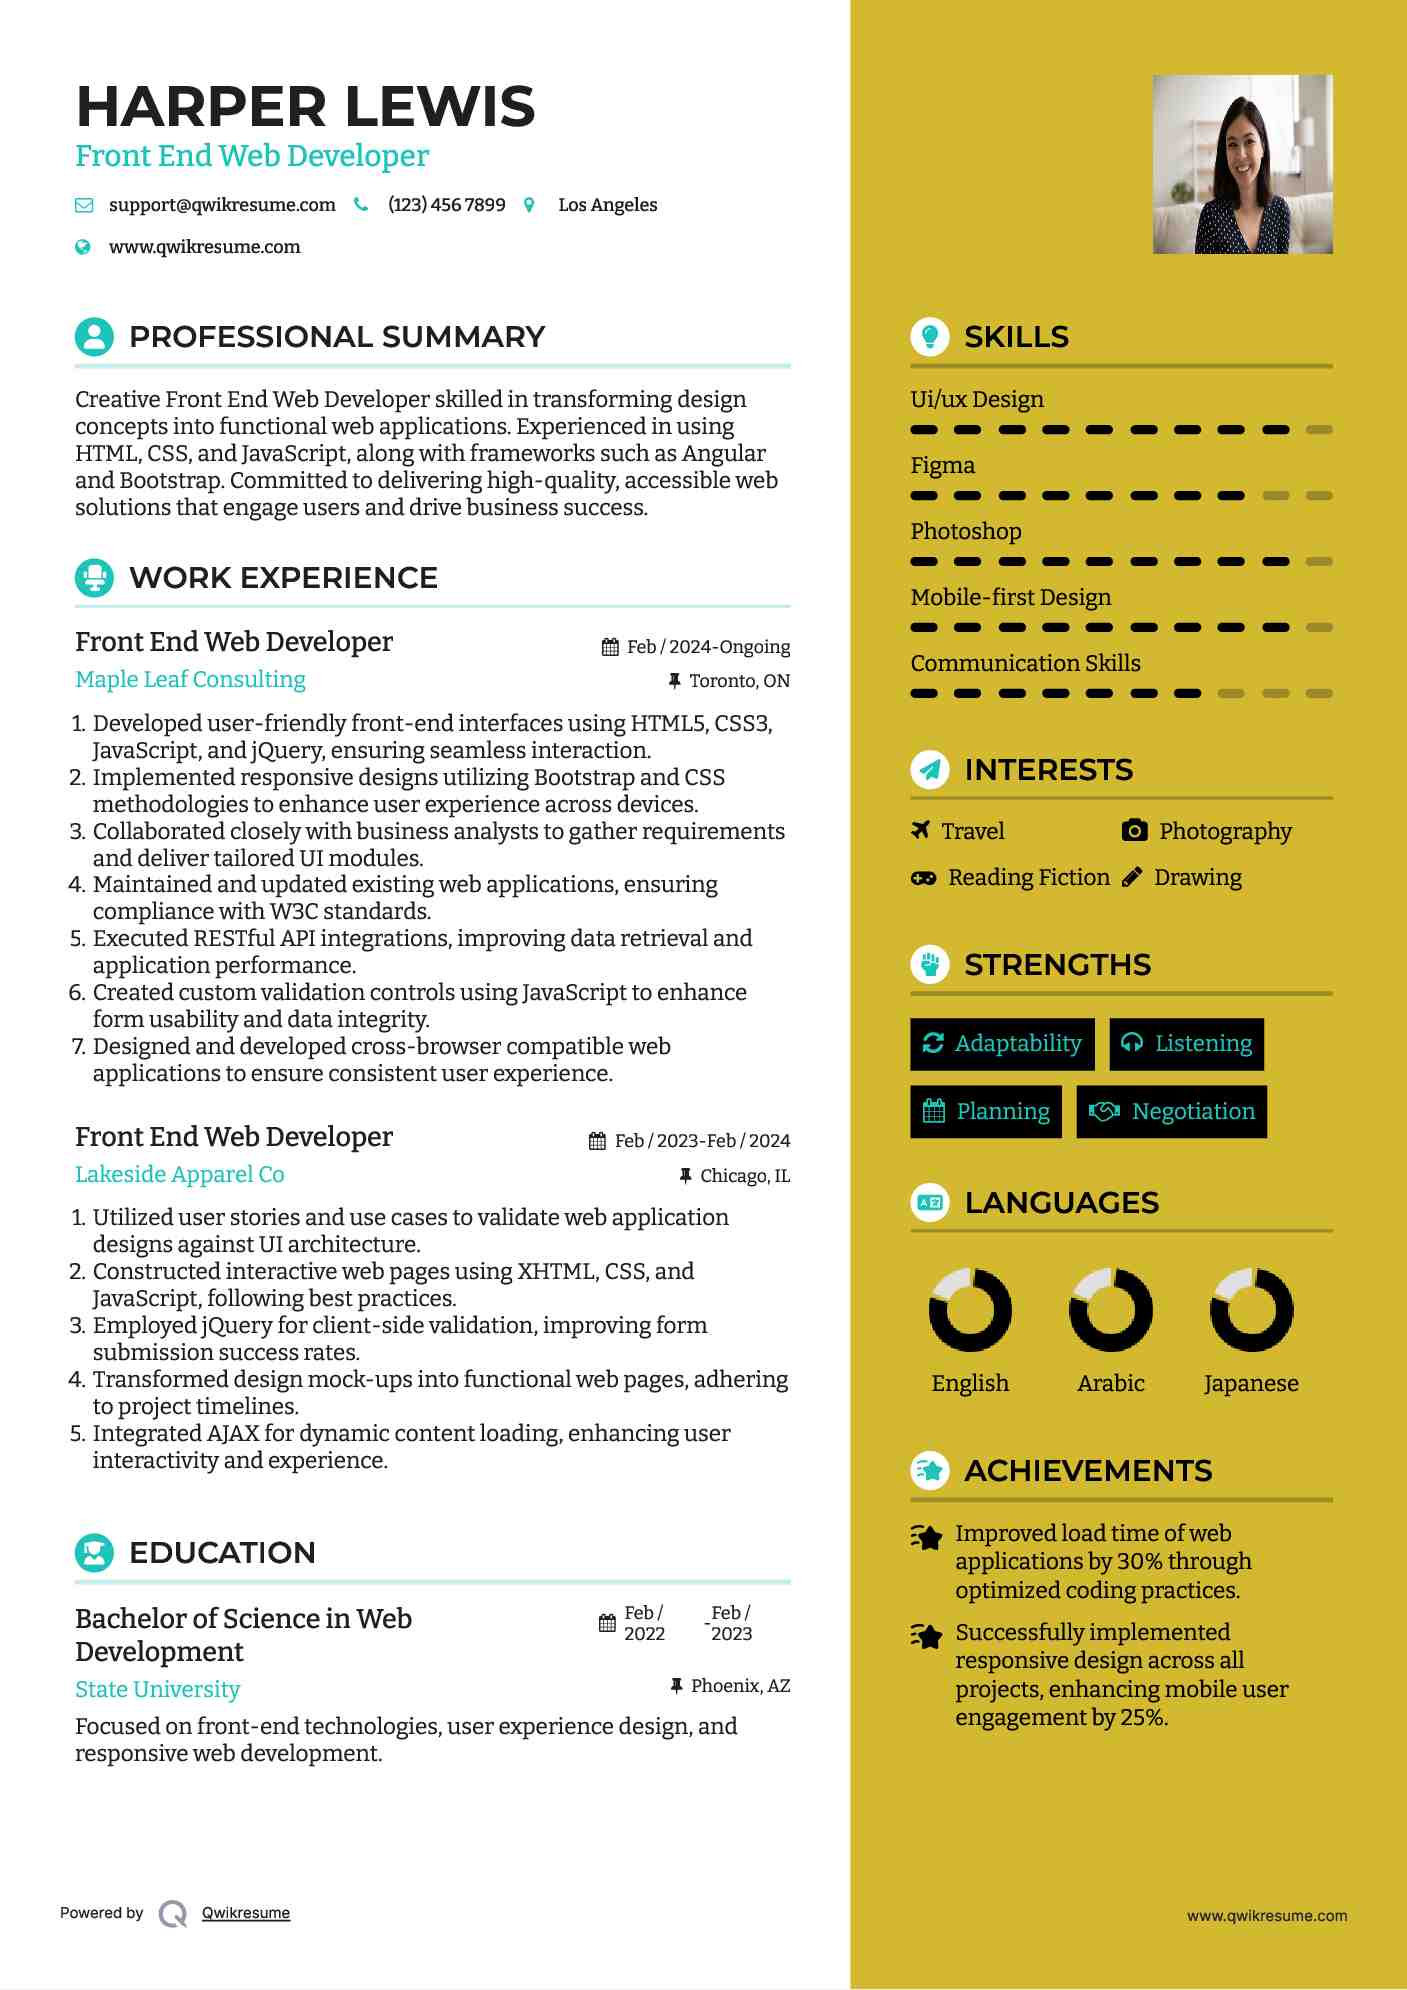 HARPER LEWIS
Front End Web Developer
support@qwikresume.com (123) 456 7899 Los Angeles
www.qwikresume.com
PROFESSIONAL SUMMARY
Creative Front End Web Developer skilled in transforming design
concepts into functional web applications. Experienced in using
HTML, CSS, and JavaScript, along with frameworks such as Angular
and Bootstrap. Committed to delivering high-quality, accessible web
solutions that engage users and drive business success.
WORK EXPERIENCE
Front End Web Developer
Feb / 2024-Ongoing
Maple Leaf Consulting
Toronto, ON
1. Developed user-friendly front-end interfaces using HTML5, CSS3,
JavaScript, and jQuery, ensuring seamless interaction.
2. Implemented responsive designs utilizing Bootstrap and CSS
methodologies to enhance user experience across devices.
3. Collaborated closely with business analysts to gather requirements
and deliver tailored UI modules.
4. Maintained and updated existing web applications, ensuring
compliance with W3C standards.
5. Executed RESTful API integrations, improving data retrieval and
application performance.
6. Created custom validation controls using JavaScript to enhance
form usability and data integrity.
7. Designed and developed cross-browser compatible web
applications to ensure consistent user experience.
Front End Web Developer
Feb / 2023-Feb / 2024
Lakeside Apparel Co
Chicago, IL
1. Utilized user stories and use cases to validate web application
designs against UI architecture.
2. Constructed interactive web pages using XHTML, CSS, and
JavaScript, following best practices.
3. Employed jQuery for client-side validation, improving form
submission success rates.
4. Transformed design mock-ups into functional web pages, adhering
to project timelines.
5. Integrated AJAX for dynamic content loading, enhancing user
interactivity and experience.
EDUCATION
Bachelor of Science in Web
Development
Feb / -Feb /
2022 2023
State University
Phoenix, AZ
Focused on front-end technologies, user experience design, and
responsive web development.
SKILLS
Ui/ux Design
Figma
Photoshop
Mobile-first Design
Communication Skills
INTERESTS
Travel Photography
Reading Fiction Drawing
STRENGTHS
Adaptability Listening
Planning Negotiation
LANGUAGES
English Arabic Japanese
ACHIEVEMENTS
Improved load time of web
applications by 30% through
optimized coding practices.
Successfully implemented
responsive design across all
projects, enhancing mobile user
engagement by 25%.
Powered by Qwikresume
www.qwikresume.com